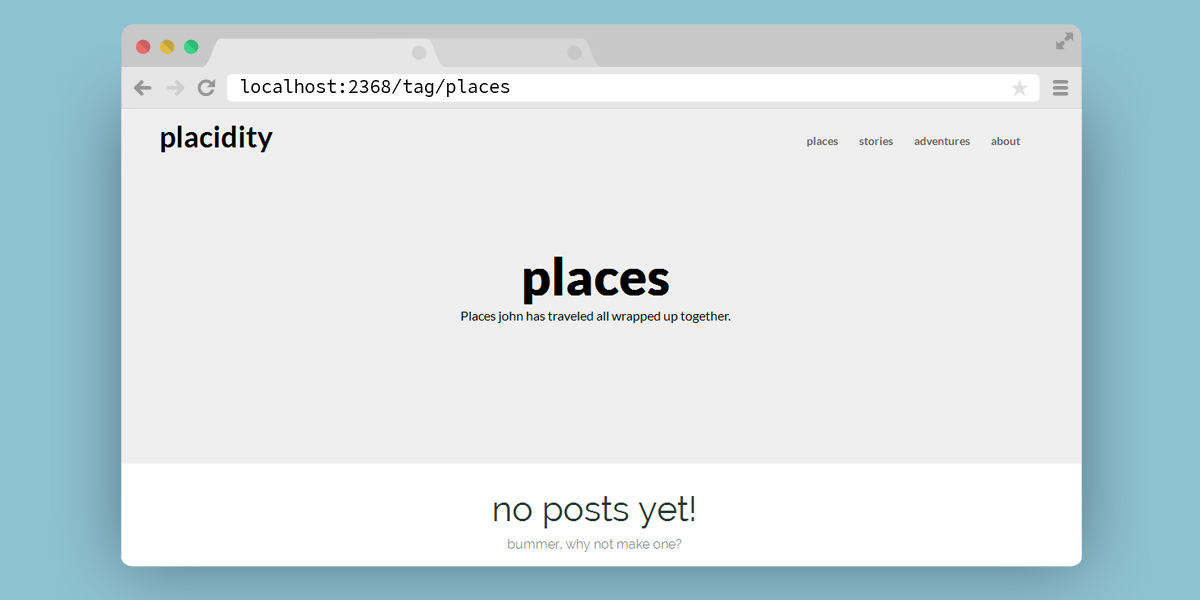 localhost:2368/tag/places
placidity
places stories adventures about
places
Places john has traveled all wrapped up together.
no posts yet!
bummer, why not make one?